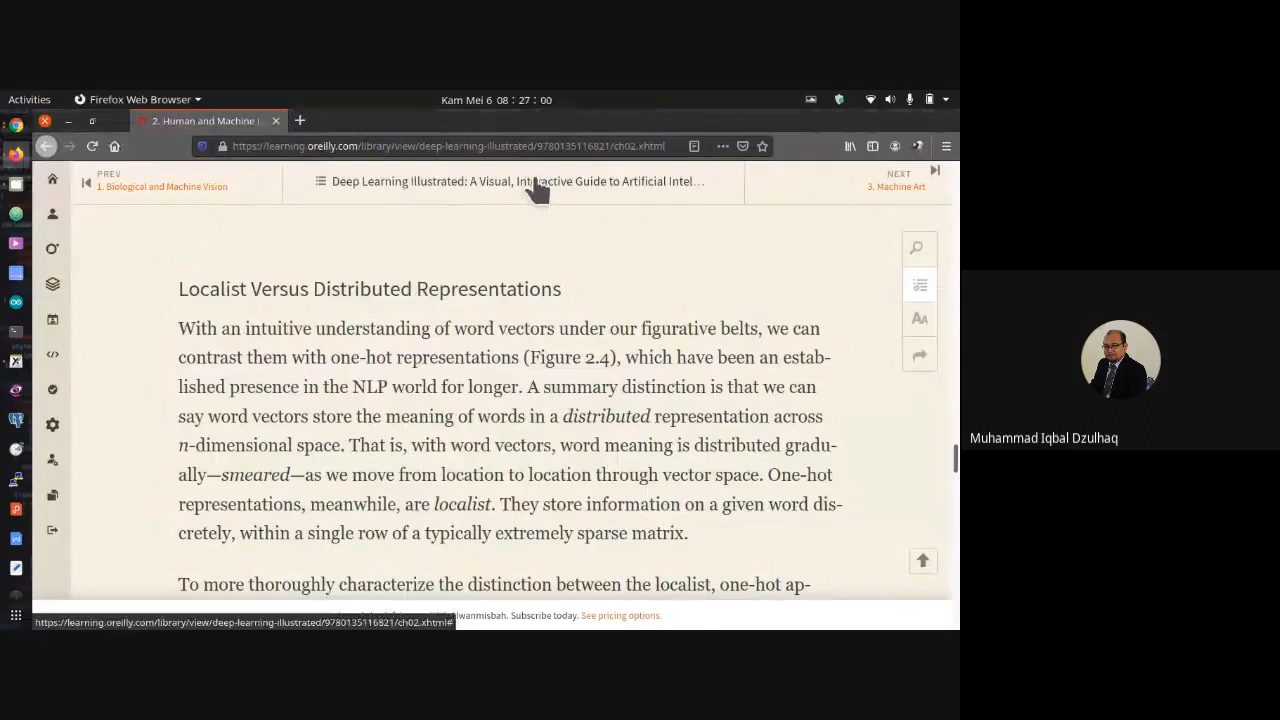 Activities
Firefox Web Browser
Kam Mei 6 08 : 27 : 00
2. Human and Machine L
https://learning.oreilly.com/library/view/deep-learning-illustrated/9780135116821/ch02.xhtml
PREV
1. Biological and Machine Vision
Deep Learning Illustrated: A Visual, Interactive Guide to Artificial Intel…
NEXT
3. Machine Art
Localist Versus Distributed Representations
With an intuitive understanding of word vectors under our figurative belts, we can
contrast them with one-hot representations (Figure 2.4), which have been an estab-
lished presence in the NLP world for longer. A summary distinction is that we can
say word vectors store the meaning of words in a distributed representation across
n-dimensional space. That is, with word vectors, word meaning is distributed gradu-
ally—smeared—as we move from location to location through vector space. One-hot
representations, meanwhile, are localist. They store information on a given word dis-
cretely, within a single row of a typically extremely sparse matrix.
To more thoroughly characterize the distinction between the localist, one-hot ap-
Subscribe today. See pricing options.
https://learning.oreilly.com/library/view/deep-learning-illustrated/9780135116821/ch02.xhtml#
AA
Muhammad Iqbal Dzulhaq